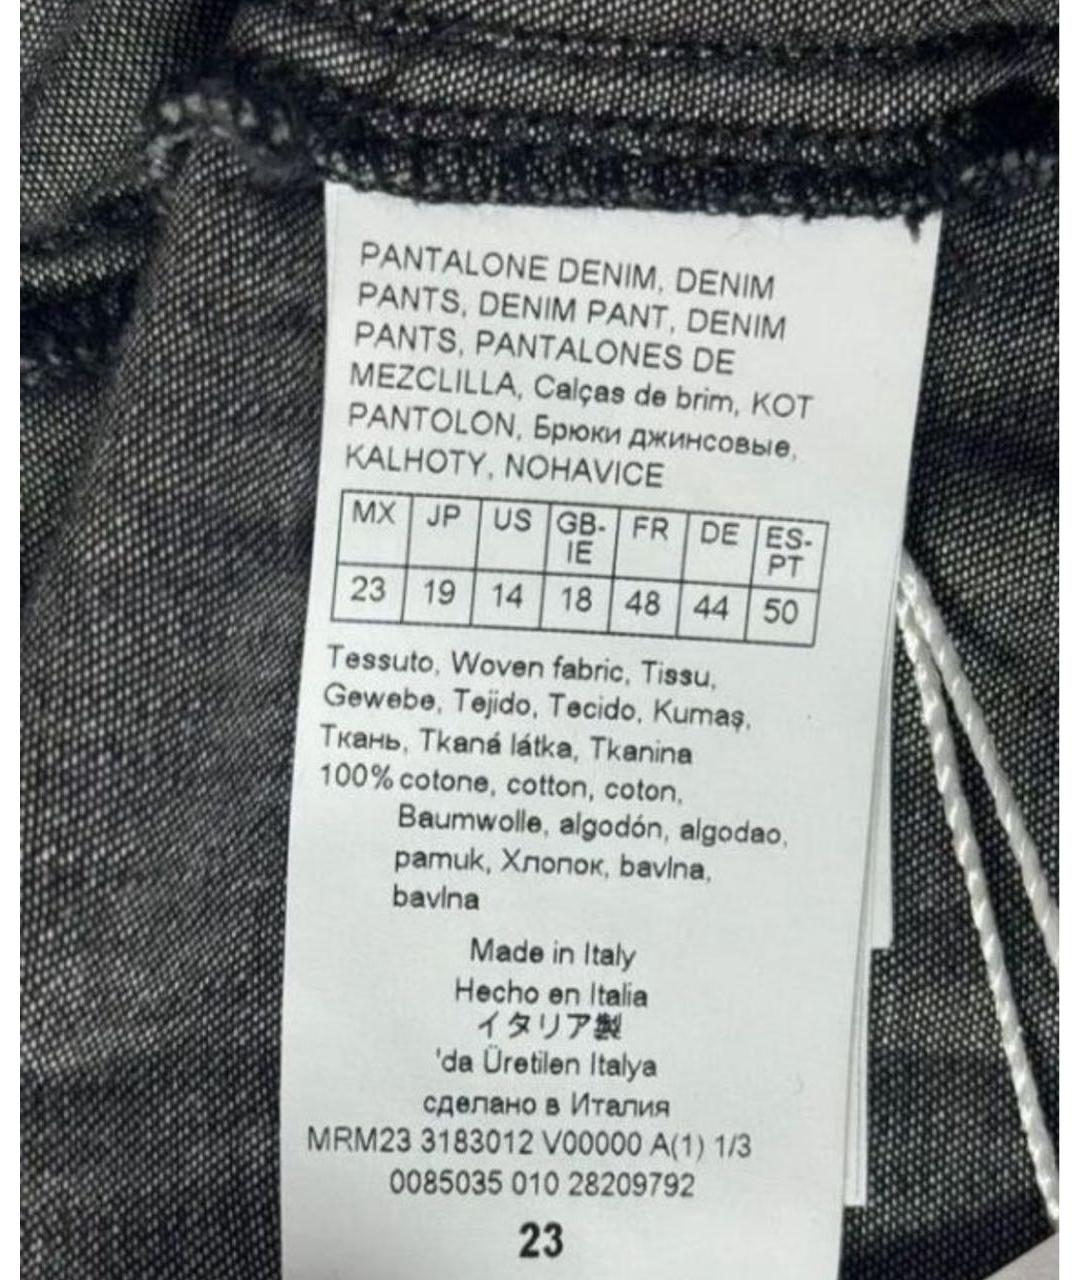 PANTALONE DENIM, DENIM
PANTS, DENIM PANT, DENIM
PANTS, PANTALONES DE
MEZCLILLA, Calças de brim, KOT
PANTOLON, Брюки джинсовые,
KALHOTY, NOHAVICE
MX JP US GB-IE FR DE ES-PT
23 19 14 18 48 44 50
Tessuto, Woven fabric, Tissu,
Gewebe, Tejido, Tecido, Kumaş,
Ткань, Tkaná látka, Tkanina
100% cotone, cotton, coton,
Baumwolle, algodón, algodao,
pamuk, Хлопок, bavlna,
bavlna
Made in Italy
Hecho en Italia
イタリア製
'da Üretilen Italya
сделано в Италия
MRM23 3183012 V00000 A(1) 1/3
0085035 010 28209792
23